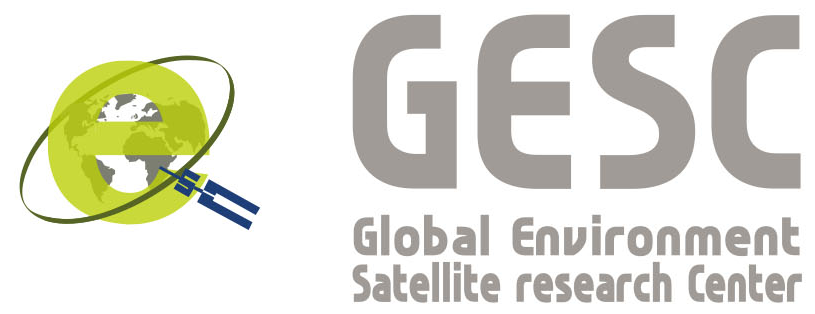 e
GESC
Global Environment
Satellite research Center